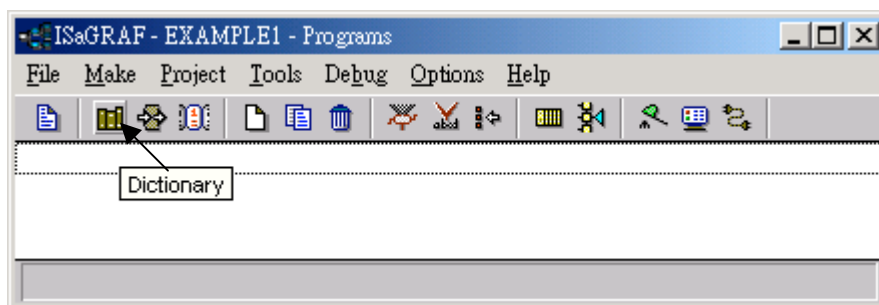 ISaGRAF - EXAMPLE1 - Programs
File Make Project Tools Debug Options Help
Dictionary